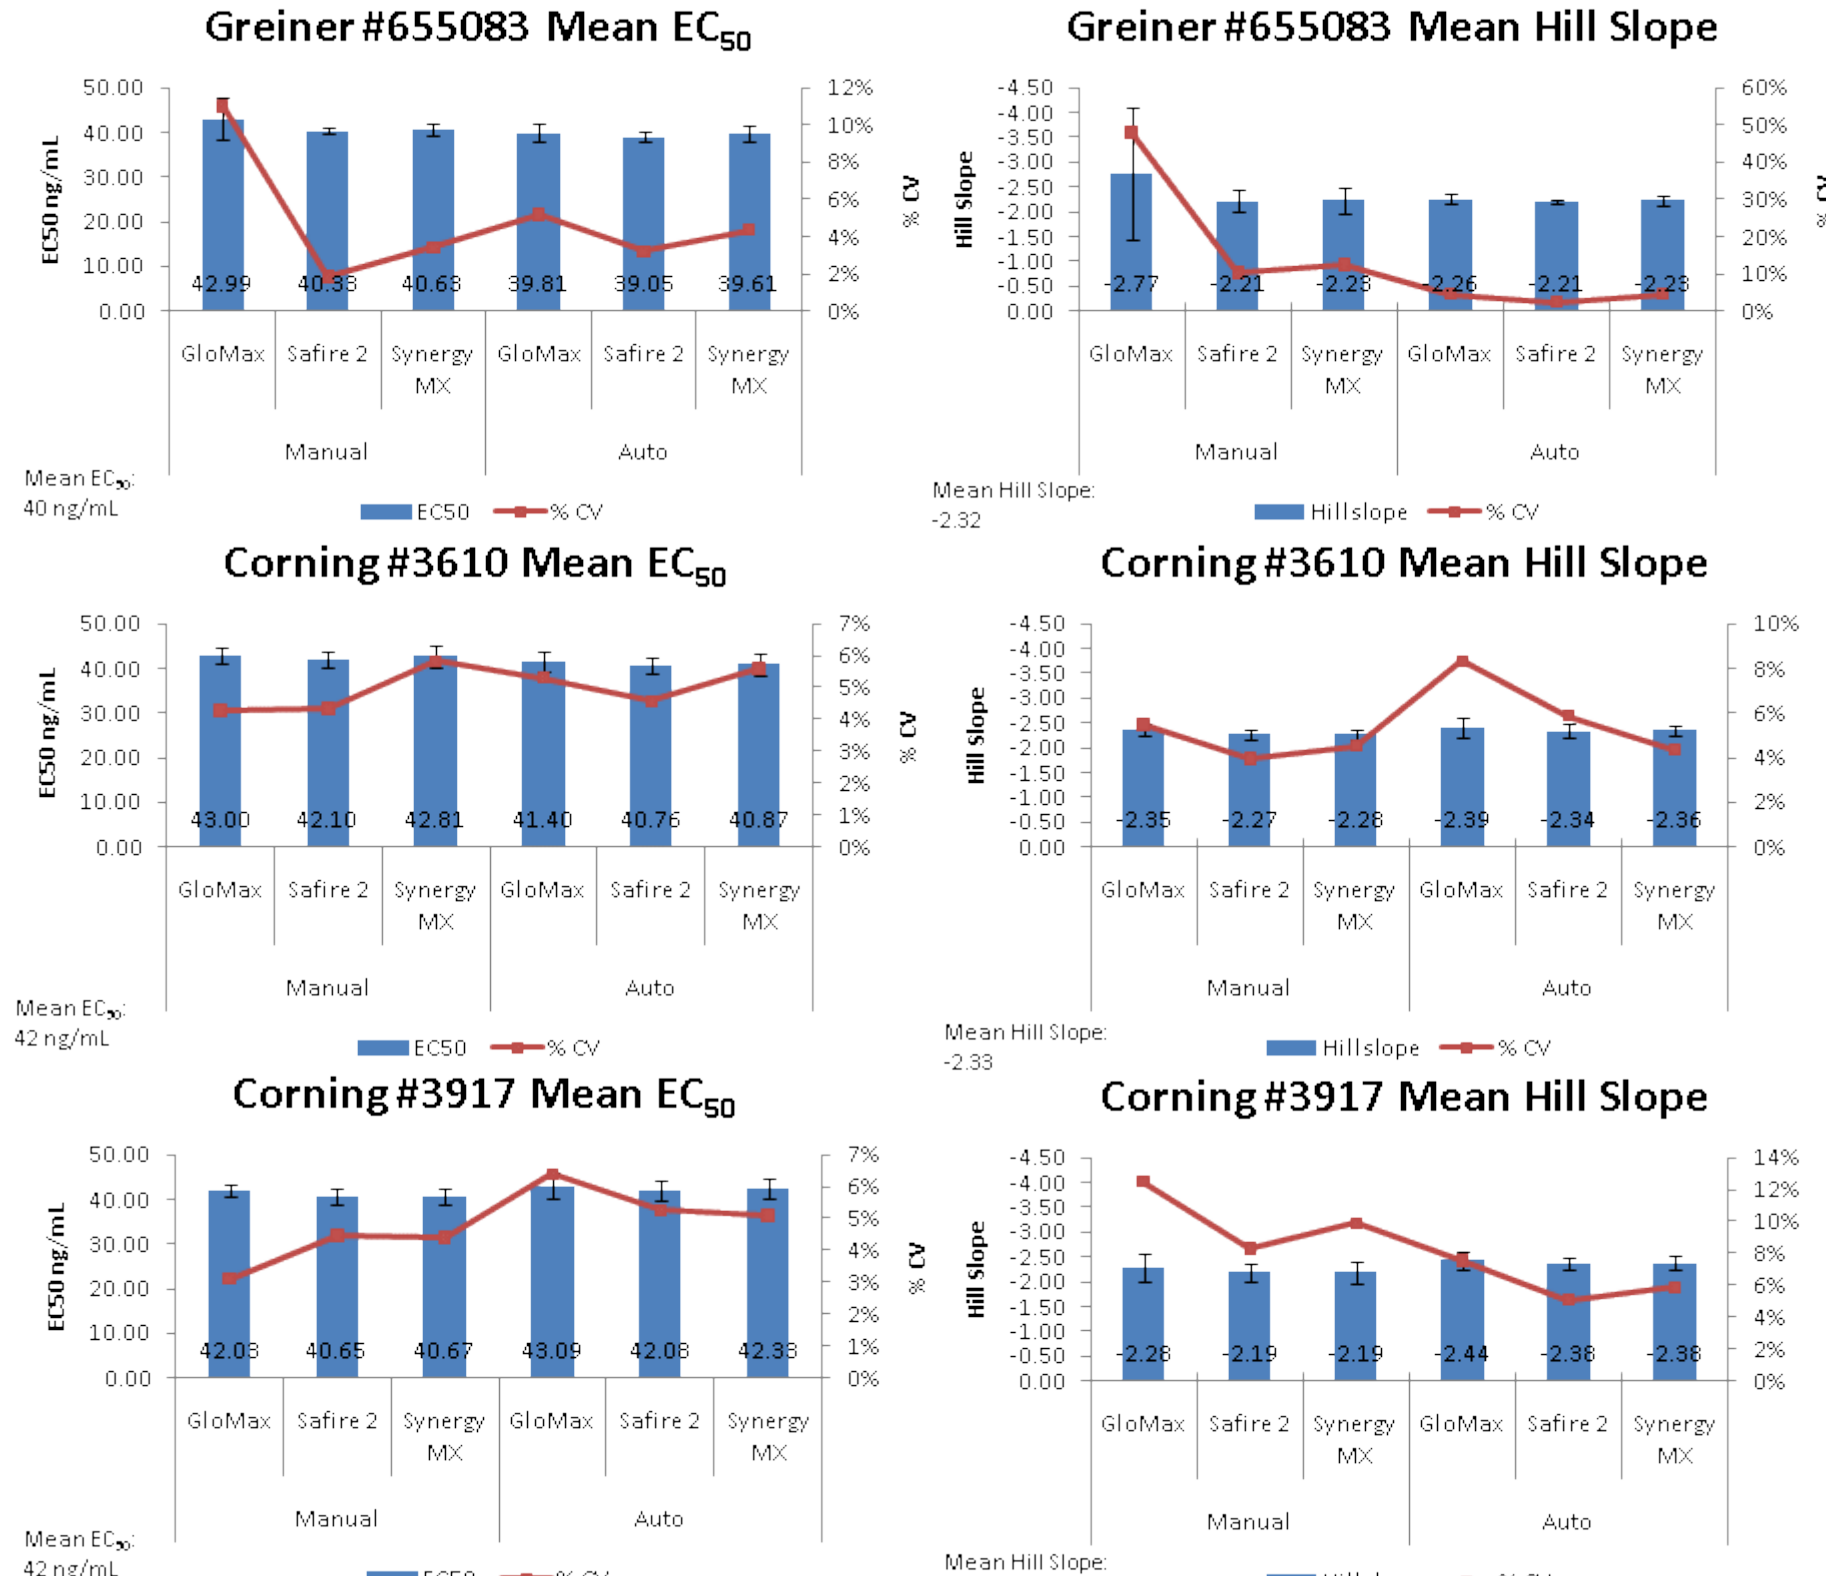 Greiner #655083 Mean EC50
50.00
40.00
30.00
20.00
10.00
0.00
EC50 ng/mL
12%
10%
8%
6%
4%
2%
0%
% CV
42.99 40.33 40.63 39.81 39.05 39.61
GloMax Safire 2 Synergy MX GloMax Safire 2 Synergy MX
Manual Auto
Mean EC50:
40 ng/mL
EC50 % CV
Greiner #655083 Mean Hill Slope
-4.50
-4.00
-3.50
-3.00
-2.50
-2.00
-1.50
-1.00
-0.50
0.00
Hill Slope
60%
50%
40%
30%
20%
10%
0%
% CV
-2.77 -2.21 -2.23 -2.26 -2.21 -2.23
GloMax Safire 2 Synergy MX GloMax Safire 2 Synergy MX
Manual Auto
Mean Hill Slope:
-2.32
Hillslope % CV
Corning #3610 Mean EC50
50.00
40.00
30.00
20.00
10.00
0.00
EC50 ng/mL
7%
6%
5%
4%
3%
2%
1%
0%
% CV
43.00 42.10 42.81 41.40 40.76 40.87
GloMax Safire 2 Synergy MX GloMax Safire 2 Synergy MX
Manual Auto
Mean EC50:
42 ng/mL
EC50 % CV
Corning #3610 Mean Hill Slope
-4.50
-4.00
-3.50
-3.00
-2.50
-2.00
-1.50
-1.00
-0.50
0.00
Hill Slope
10%
8%
6%
4%
2%
0%
-2.35 -2.27 -2.28 -2.39 -2.34 -2.36
GloMax Safire 2 Synergy MX GloMax Safire 2 Synergy MX
Manual Auto
Mean Hill Slope:
-2.33
Hillslope % CV
Corning #3917 Mean EC50
50.00
40.00
30.00
20.00
10.00
0.00
EC50 ng/mL
7%
6%
5%
4%
3%
2%
1%
0%
% CV
42.03 40.65 40.67 43.09 42.08 42.33
GloMax Safire 2 Synergy MX GloMax Safire 2 Synergy MX
Manual Auto
Mean EC50:
42 ng/mL
EC50 % CV
Corning #3917 Mean Hill Slope
-4.50
-4.00
-3.50
-3.00
-2.50
-2.00
-1.50
-1.00
-0.50
0.00
Hill Slope
14%
12%
10%
8%
6%
4%
2%
0%
-2.28 -2.19 -2.19 -2.44 -2.38 -2.38
GloMax Safire 2 Synergy MX GloMax Safire 2 Synergy MX
Manual Auto
Mean Hill Slope: